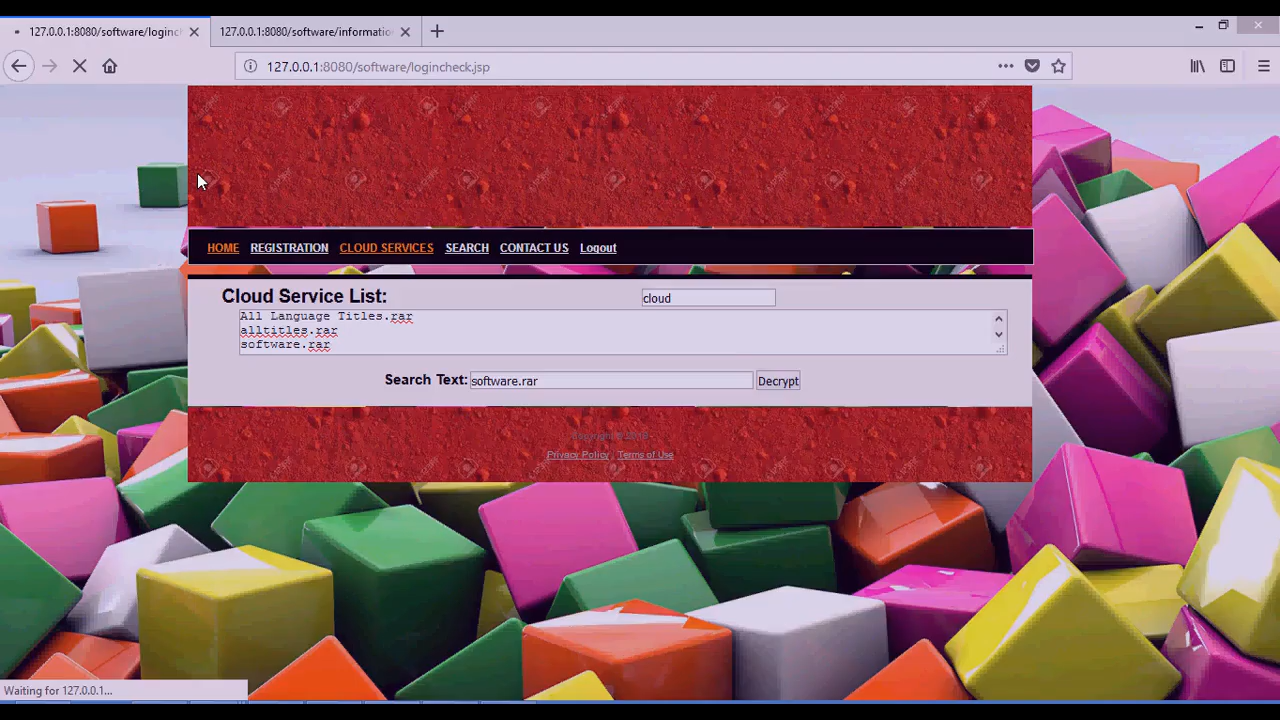 127.0.0.1:8080/software/loginc
127.0.0.1:8080/software/informatio
127.0.0.1:8080/software/logincheck.jsp
HOME REGISTRATION CLOUD SERVICES SEARCH CONTACT US Logout
Cloud Service List: cloud
All Language Titles.rar
alltitles.rar
software.rar
Search Text: software.rar Decrypt
Privacy Policy Terms of Use
Waiting for 127.0.0.1...